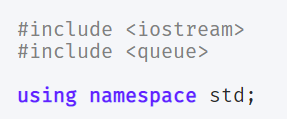 #include <iostream>
#include <queue>
using namespace std;